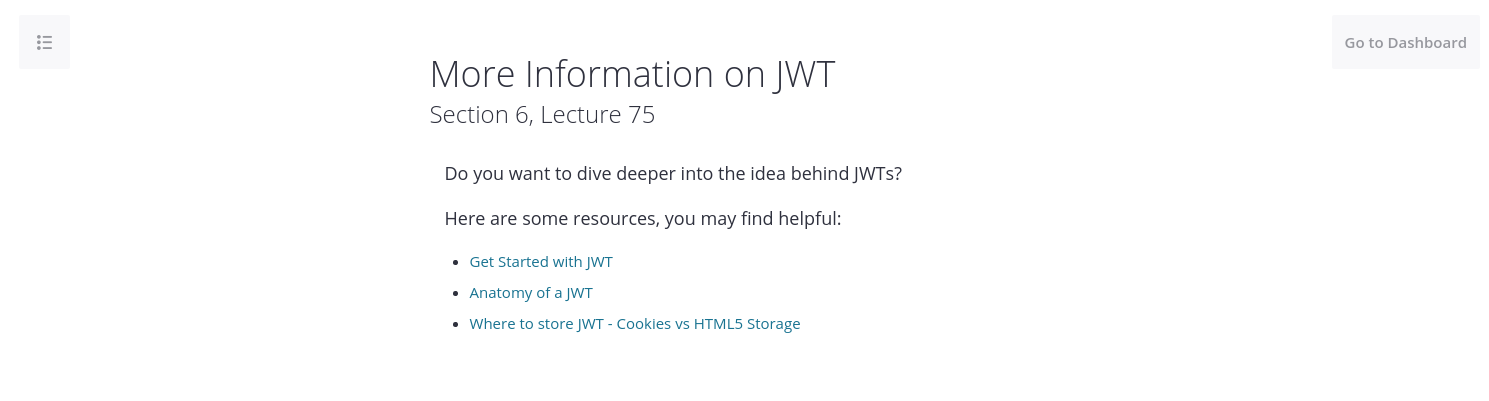 Go to Dashboard
More Information on JWT
Section 6, Lecture 75
Do you want to dive deeper into the idea behind JWTs?
Here are some resources, you may find helpful:
Get Started with JWT
Anatomy of a JWT
Where to store JWT - Cookies vs HTML5 Storage